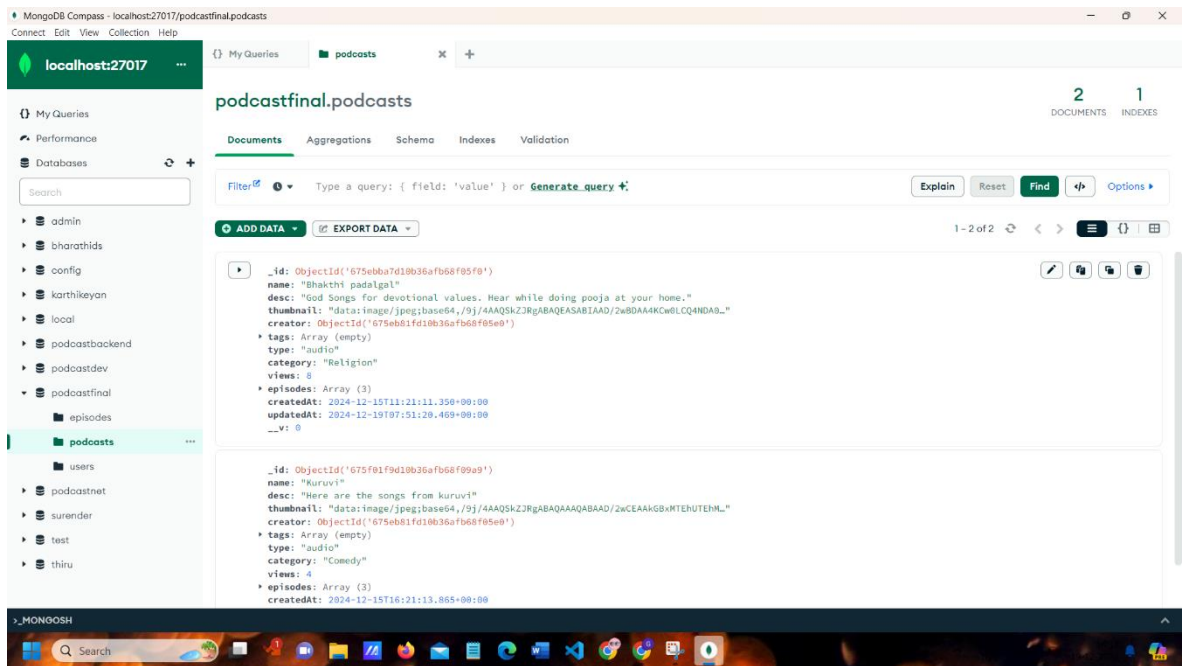 MongoDB Compass - localhost:27017/podcastfinal.podcasts
Connect Edit View Collection Help
localhost:27017 ...
{} My Queries
podcasts
podcastfinal.podcasts
2
DOCUMENTS
1
INDEXES
{} My Queries
Performance
Databases
Search
admin
bharathids
config
karthikeyan
local
podcastbackend
podcastdev
podcastfinal
episodes
podcasts
users
podcastnet
surender
test
thiru
Documents Aggregations Schema Indexes Validation
Filter Type a query: { field: 'value' } or Generate query
Explain Reset Find </> Options
ADD DATA EXPORT DATA 1 - 2 of 2 {}
_id: ObjectId('675ebba7d10b36afb68f05f0')
name: "Bhakthi padalgal"
desc: "God Songs for devotional values. Hear while doing pooja at your home."
thumbnail: "data:image/jpeg;base64,/9j/4AAQSkZJRgABAQEASABIAAD/2wBDAA4KCw0LCQ4NDA0…"
creator: ObjectId('675eb81fd10b36afb68f05e0')
tags: Array (empty)
type: "audio"
category: "Religion"
views: 8
episodes: Array (3)
createdAt: 2024-12-15T11:21:11.350+00:00
updatedAt: 2024-12-19T07:51:20.469+00:00
__v: 0
_id: ObjectId('675f01f9d10b36afb68f09a9')
name: "Kuruvi"
desc: "Here are the songs from kuruvi"
thumbnail: "data:image/jpeg;base64,/9j/4AAQSkZJRgABAQAAAQABAAD/2wCEAAkGBxMTEhUTEhM…"
creator: ObjectId('675eb81fd10b36afb68f05e0')
tags: Array (empty)
type: "audio"
category: "Comedy"
views: 4
episodes: Array (3)
createdAt: 2024-12-15T16:21:13.865+00:00
>_MONGOSH
Search